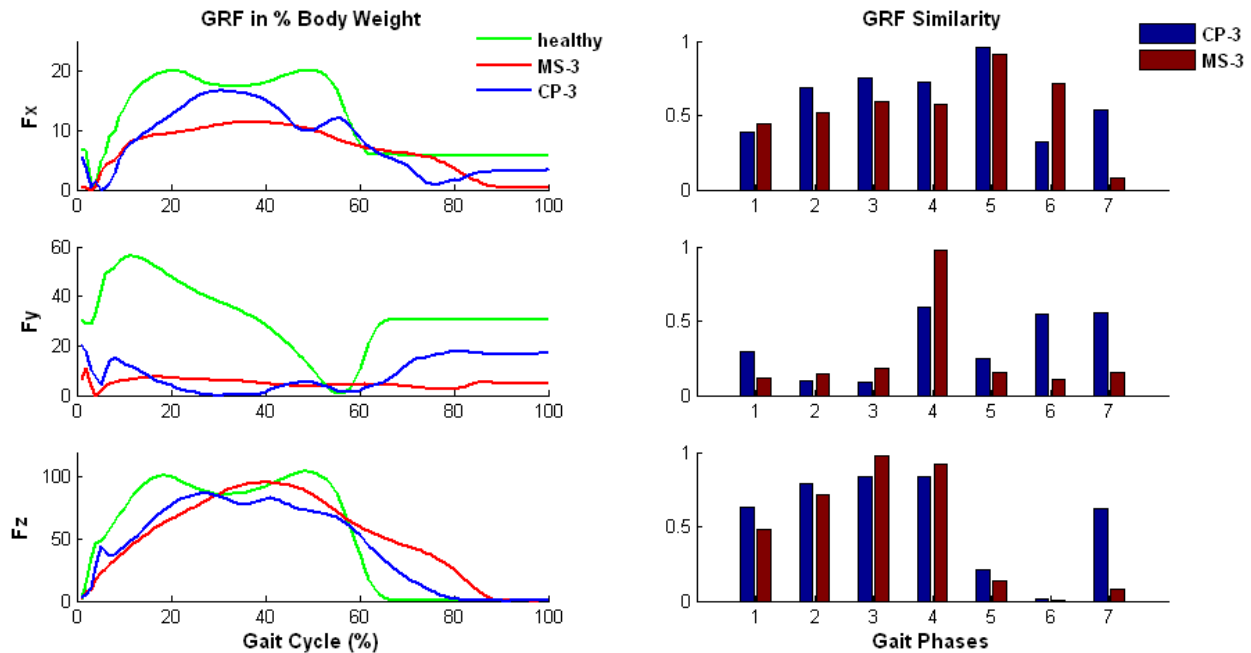 GRF in % Body Weight
healthy
MS-3
CP-3
Fx
20
10
0
0 20 40 60 80 100
Fy
60
40
20
0
0 20 40 60 80 100
Fz
100
50
0
0 20 40 60 80 100
Gait Cycle (%)
GRF Similarity
CP-3
MS-3
1
0.5
0
1 2 3 4 5 6 7
1
0.5
0
1 2 3 4 5 6 7
1
0.5
0
1 2 3 4 5 6 7
Gait Phases